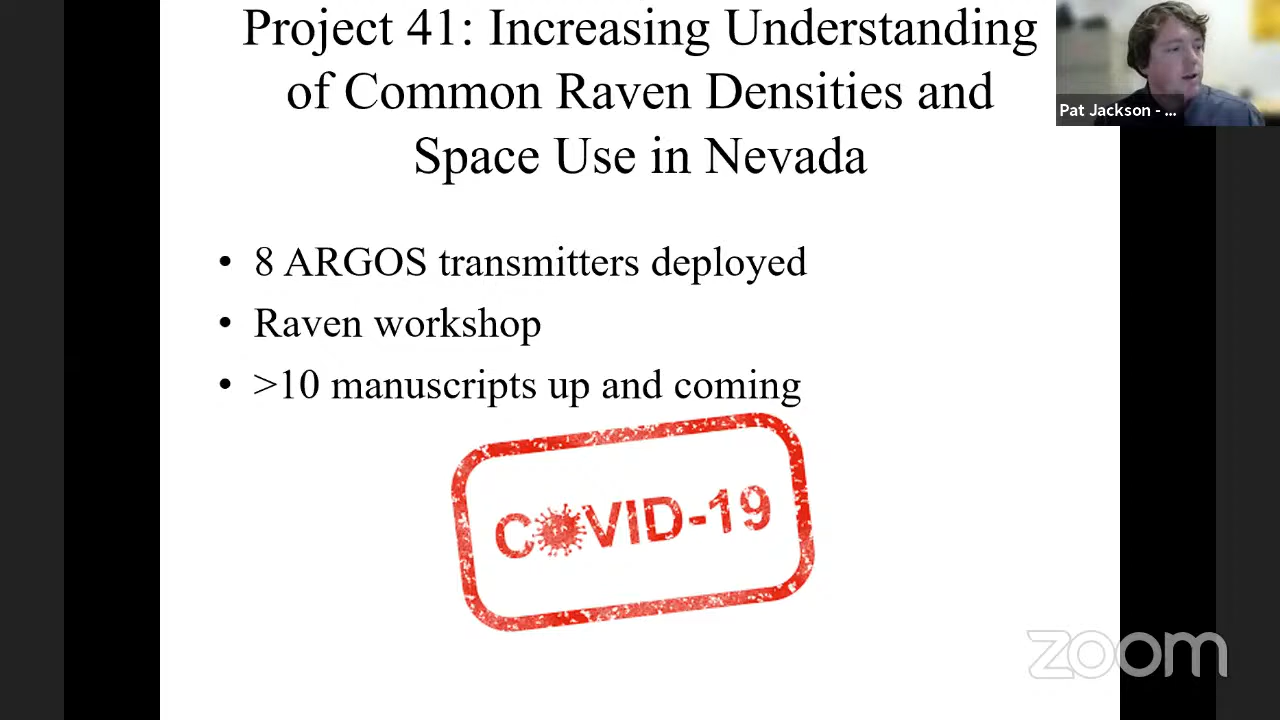 Project 41: Increasing Understanding
of Common Raven Densities and
Space Use in Nevada
Pat Jackson - ...
• 8 ARGOS transmitters deployed
• Raven workshop
• >10 manuscripts up and coming
COVID-19
zoom